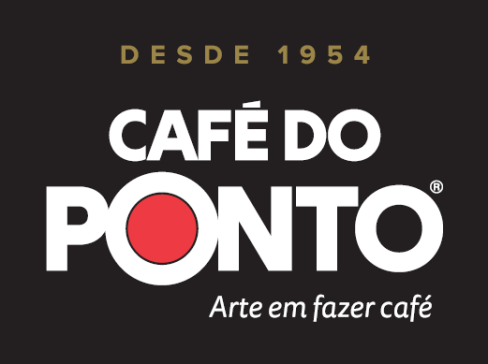 DESDE 1954
CAFÉ DO
PONTO®
Arte em fazer café